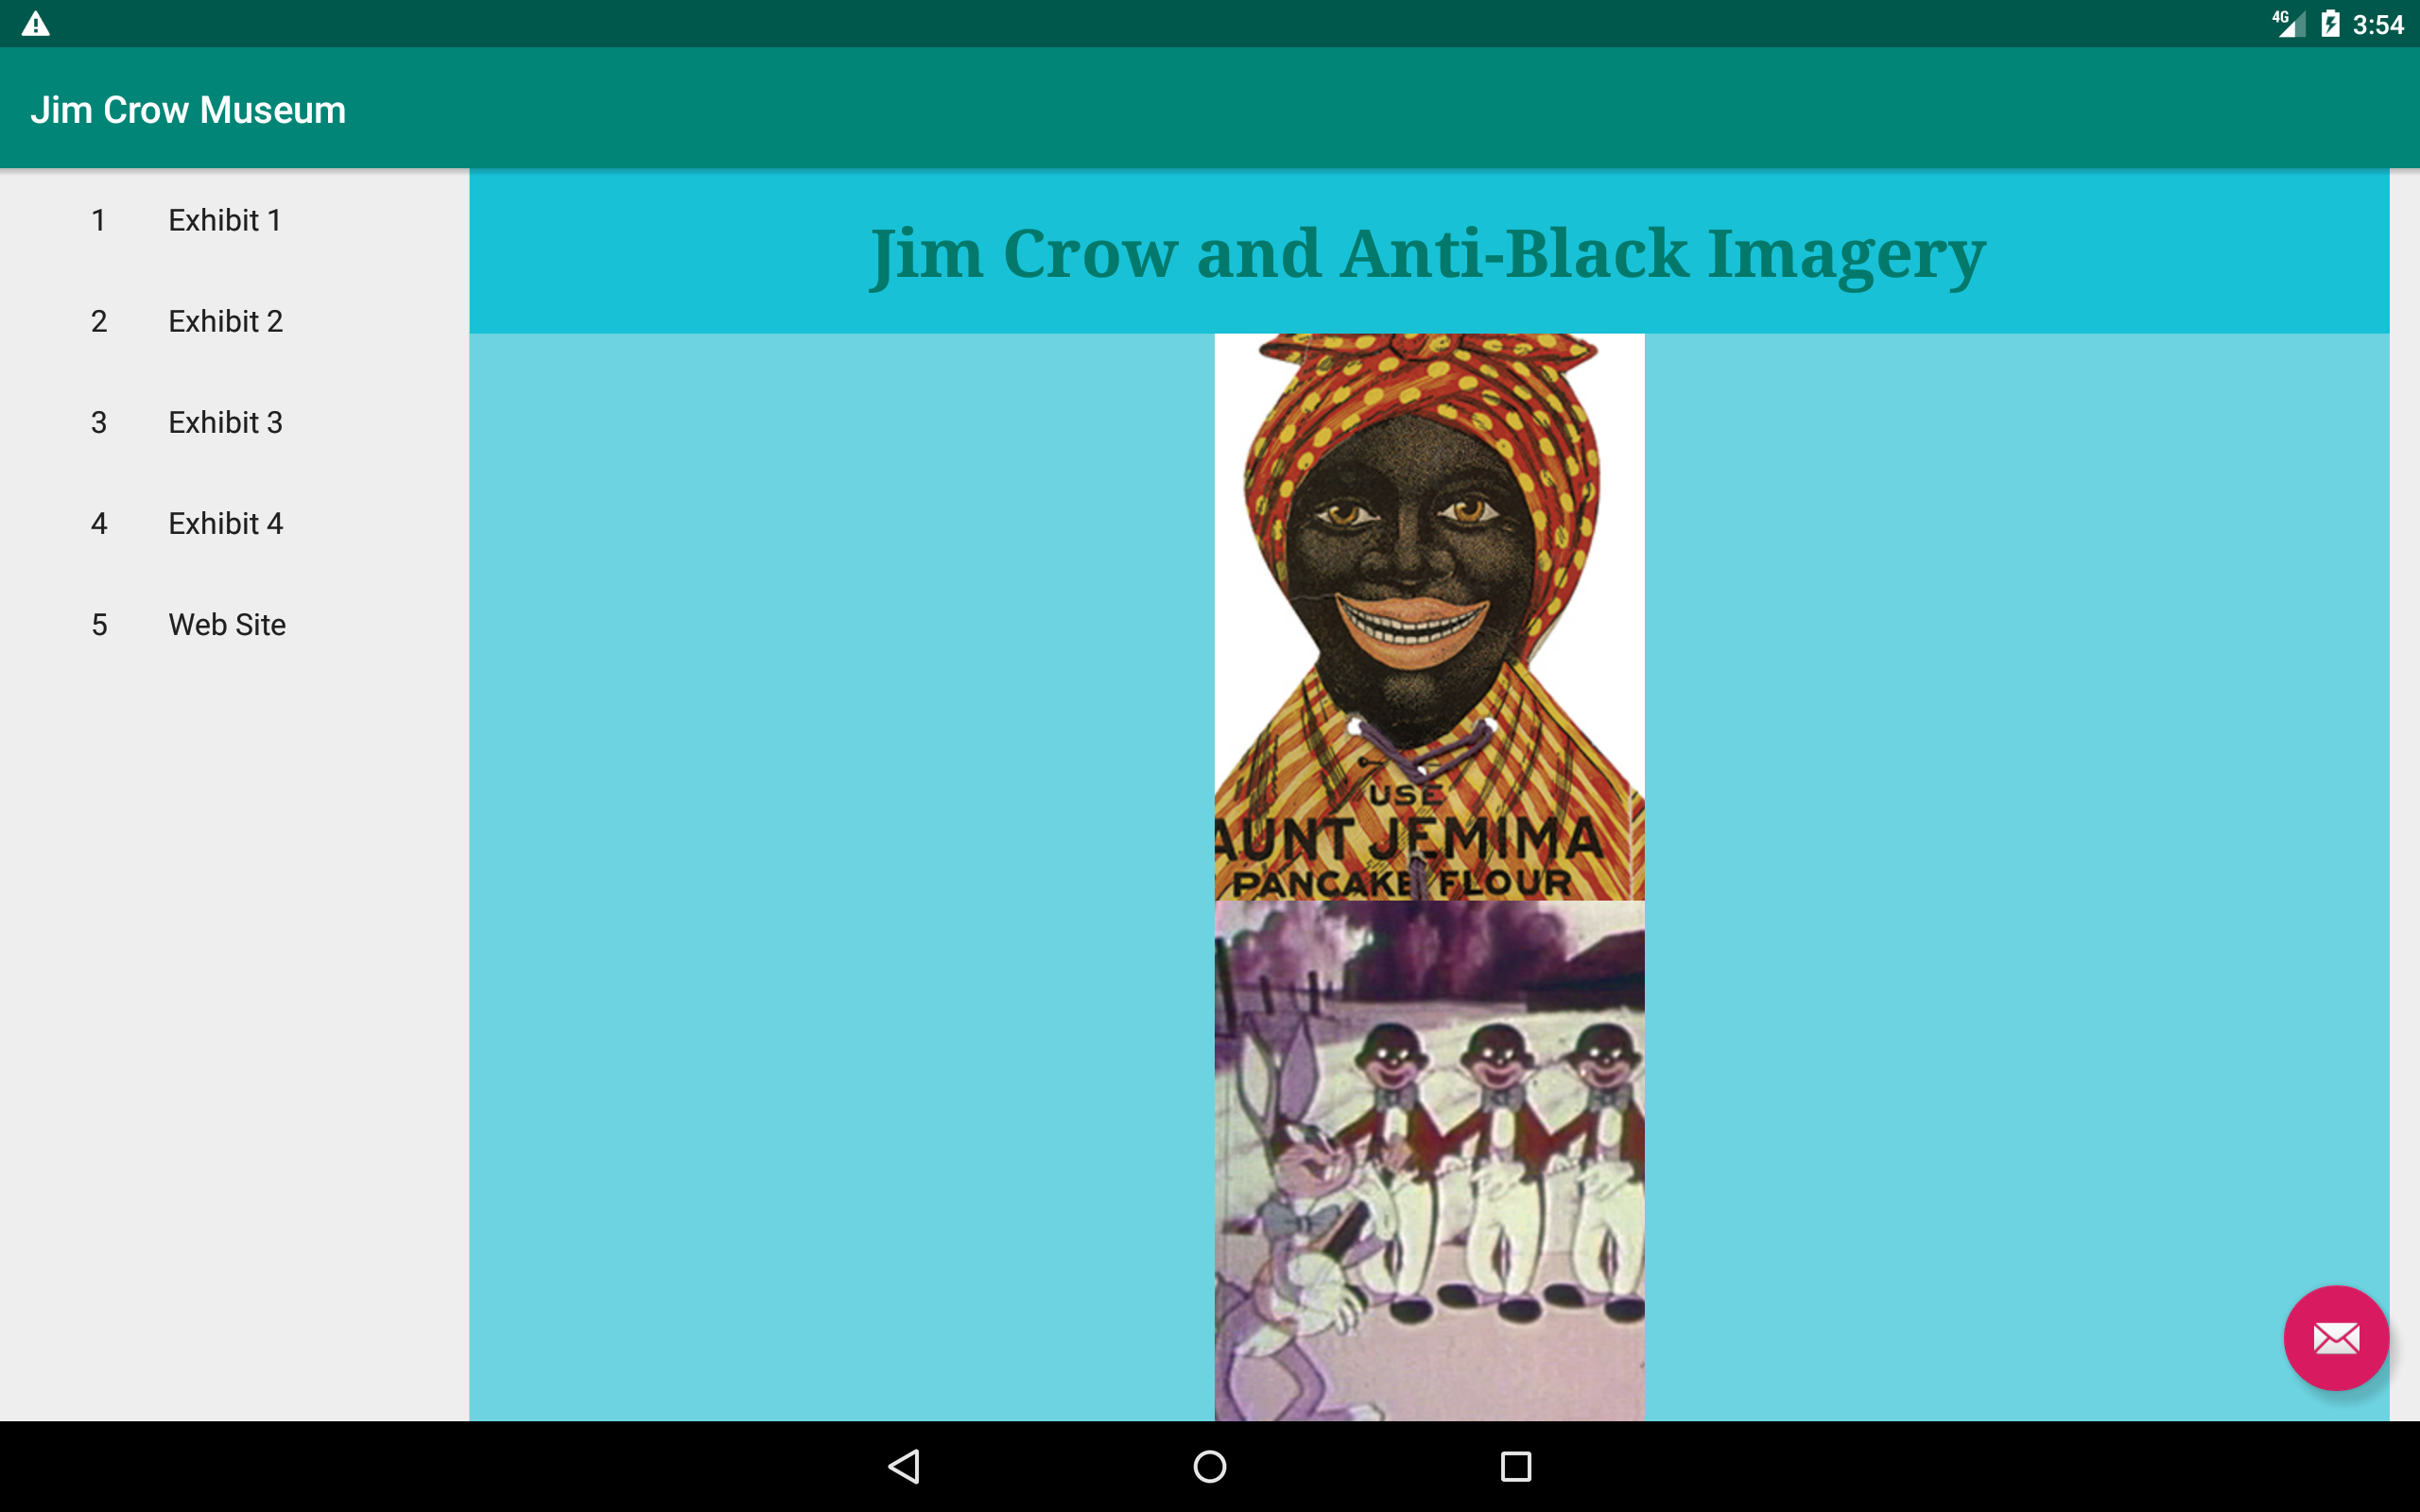 4G 3:54
Jim Crow Museum
1 Exhibit 1
2 Exhibit 2
3 Exhibit 3
4 Exhibit 4
5 Web Site
Jim Crow and Anti-Black Imagery
USE
AUNT JEMIMA
PANCAKE FLOUR